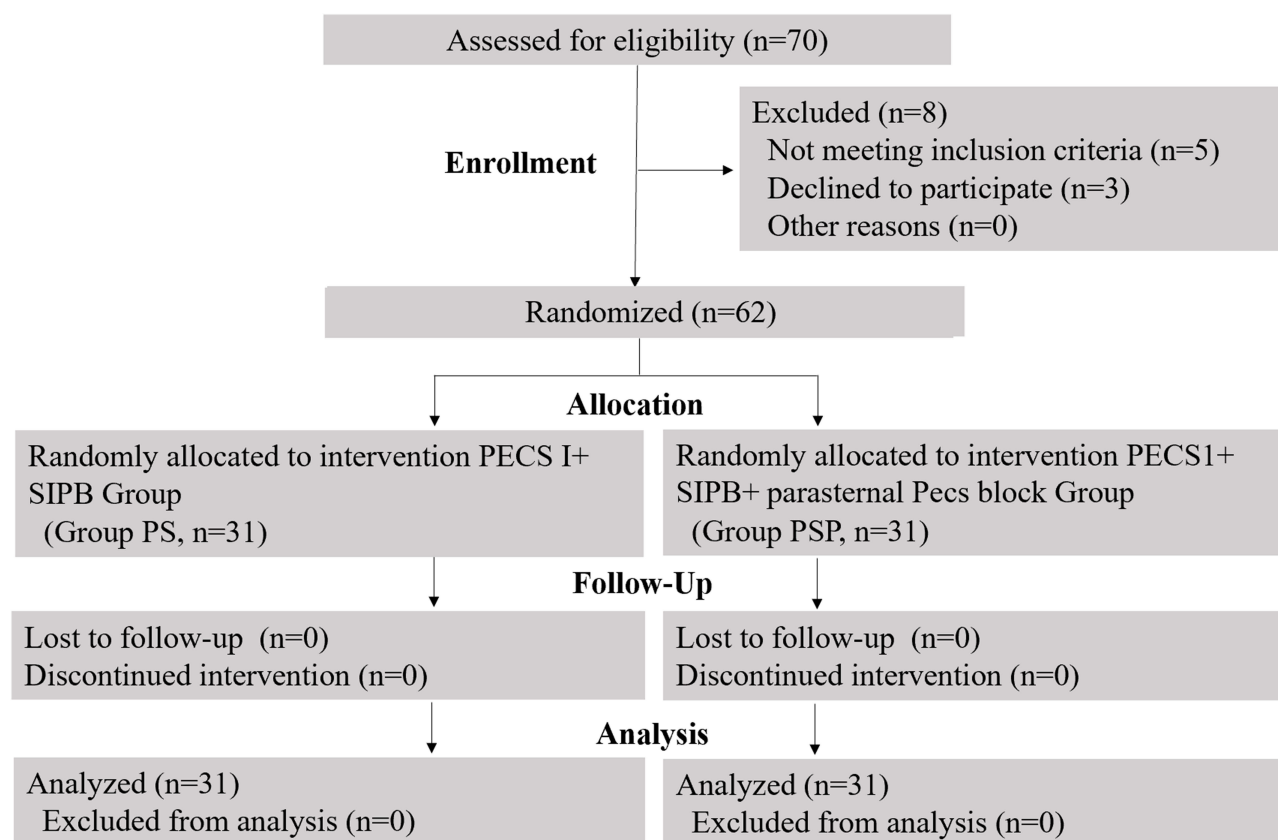 Assessed for eligibility (n=70)
Excluded (n=8)
Not meeting inclusion criteria (n=5)
Declined to participate (n=3)
Other reasons (n=0)
Enrollment
Randomized (n=62)
Allocation
Randomly allocated to intervention PECS I+
SIPB Group
(Group PS, n=31)
Randomly allocated to intervention PECS1+
SIPB+ parasternal Pecs block Group
(Group PSP, n=31)
Follow-Up
Lost to follow-up (n=0)
Discontinued intervention (n=0)
Lost to follow-up (n=0)
Discontinued intervention (n=0)
Analysis
Analyzed (n=31)
Excluded from analysis (n=0)
Analyzed (n=31)
Excluded from analysis (n=0)